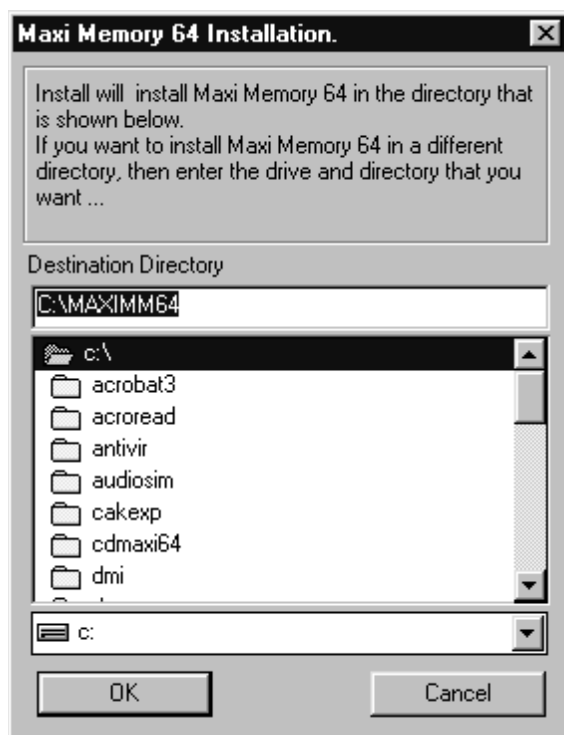 Maxi Memory 64 Installation.
Install will  install Maxi Memory 64 in the directory that
is shown below.
If you want to install Maxi Memory 64 in a different
directory, then enter the drive and directory that you
want ...
Destination Directory
C:\MAXIMM64
c:\
acrobat3
acroread
antivir
audiosim
cakexp
cdmaxi64
dmi
c:
OK
Cancel